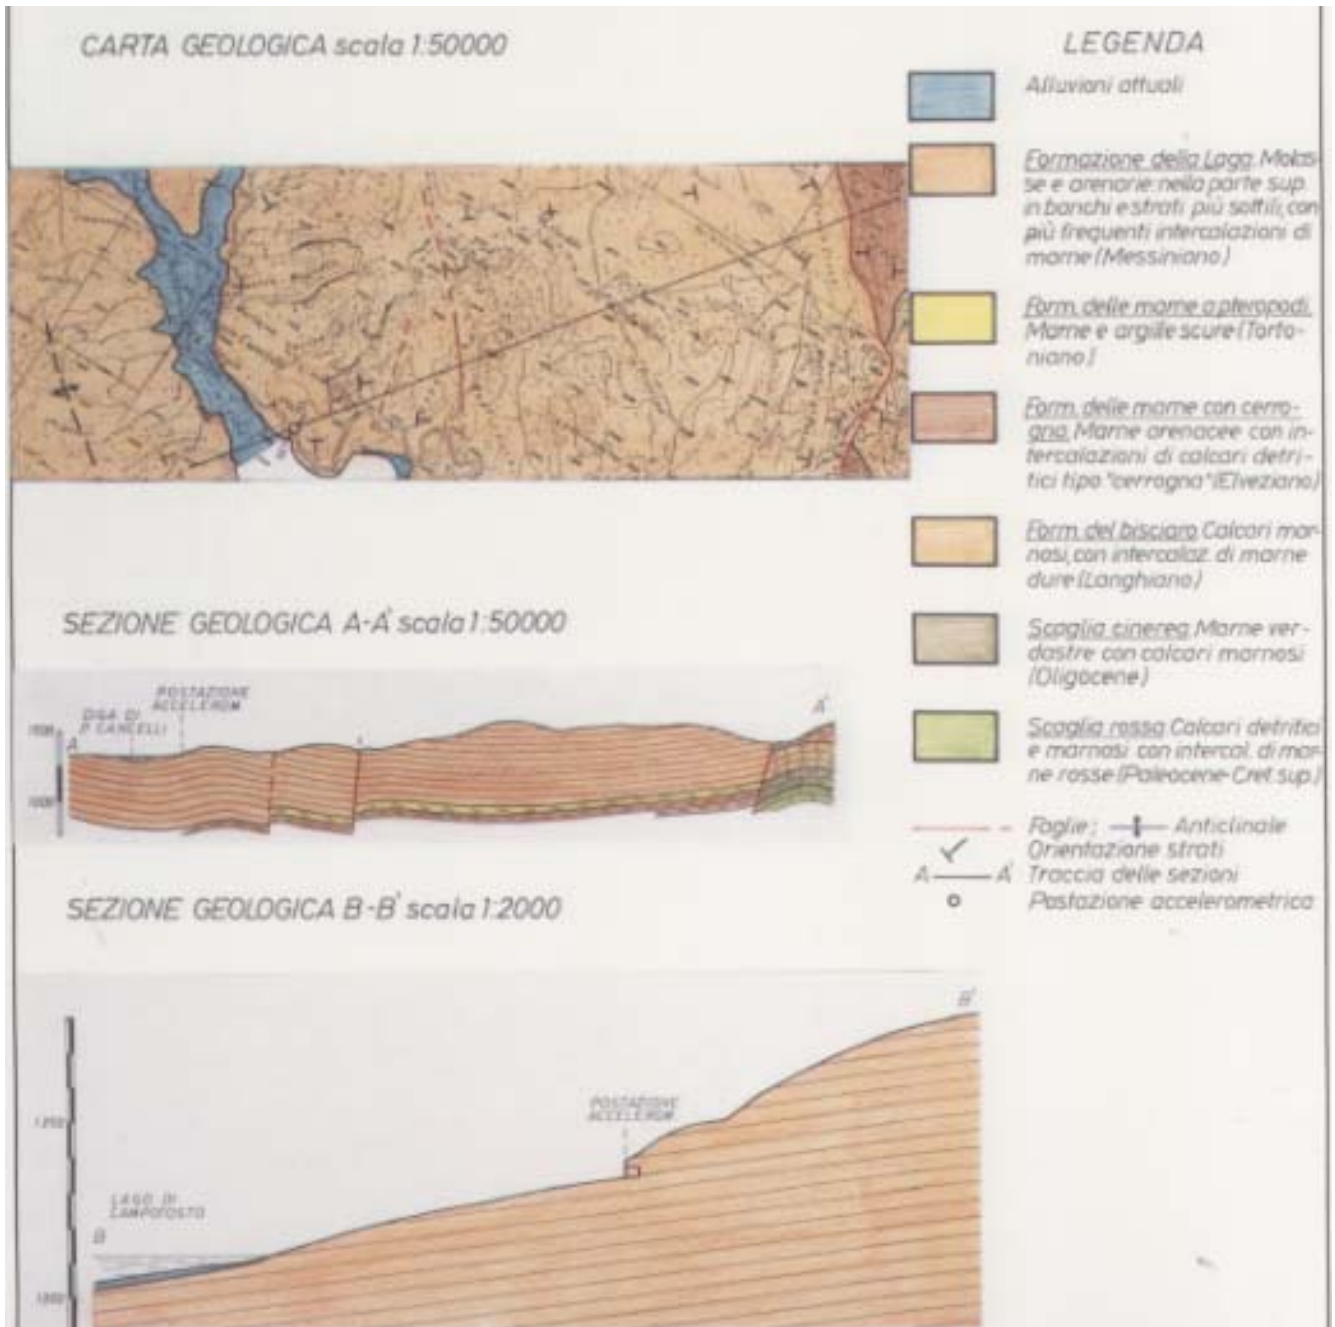 CARTA GEOLOGICA scala 1:50000
LEGENDA
Alluvioni attuali
Formazione della Laga. Molas-
se e arenarie: nella parte sup.
in banchi e strati più sottili, con
più frequenti intercalazioni di
marne (Messiniano)
Form. delle marne a pteropodi.
Marne e argille scure (Torto-
niano)
Form. delle marne con cerro-
gna. Marne arenacee con in-
tercalazioni di calcari detri-
tici tipo "cerrogna" (Elveziano)
Form. del bisciaro Calcari mar-
nosi, con intercalaz. di marne
dure (Langhiano)
Scaglia cinerea Marne ver-
dastre con calcari marnosi
(Oligocene)
Scaglia rossa Calcari detritici
e marnosi con intercal. di mar-
ne rosse (Paleocene-Cret. sup.)
Faglie; Anticlinale
Orientazione strati
A A' Traccia delle sezioni
Postazione accelerometrica
SEZIONE GEOLOGICA A-A' scala 1:50000
POSTAZIONE
ACCELEROM
DIGA DI
P. CANCELLI
A
A'
SEZIONE GEOLOGICA B-B' scala 1:2000
B'
POSTAZIONE
ACCELEROM
LAGO DI
CAMPOTOSTO
B
1300